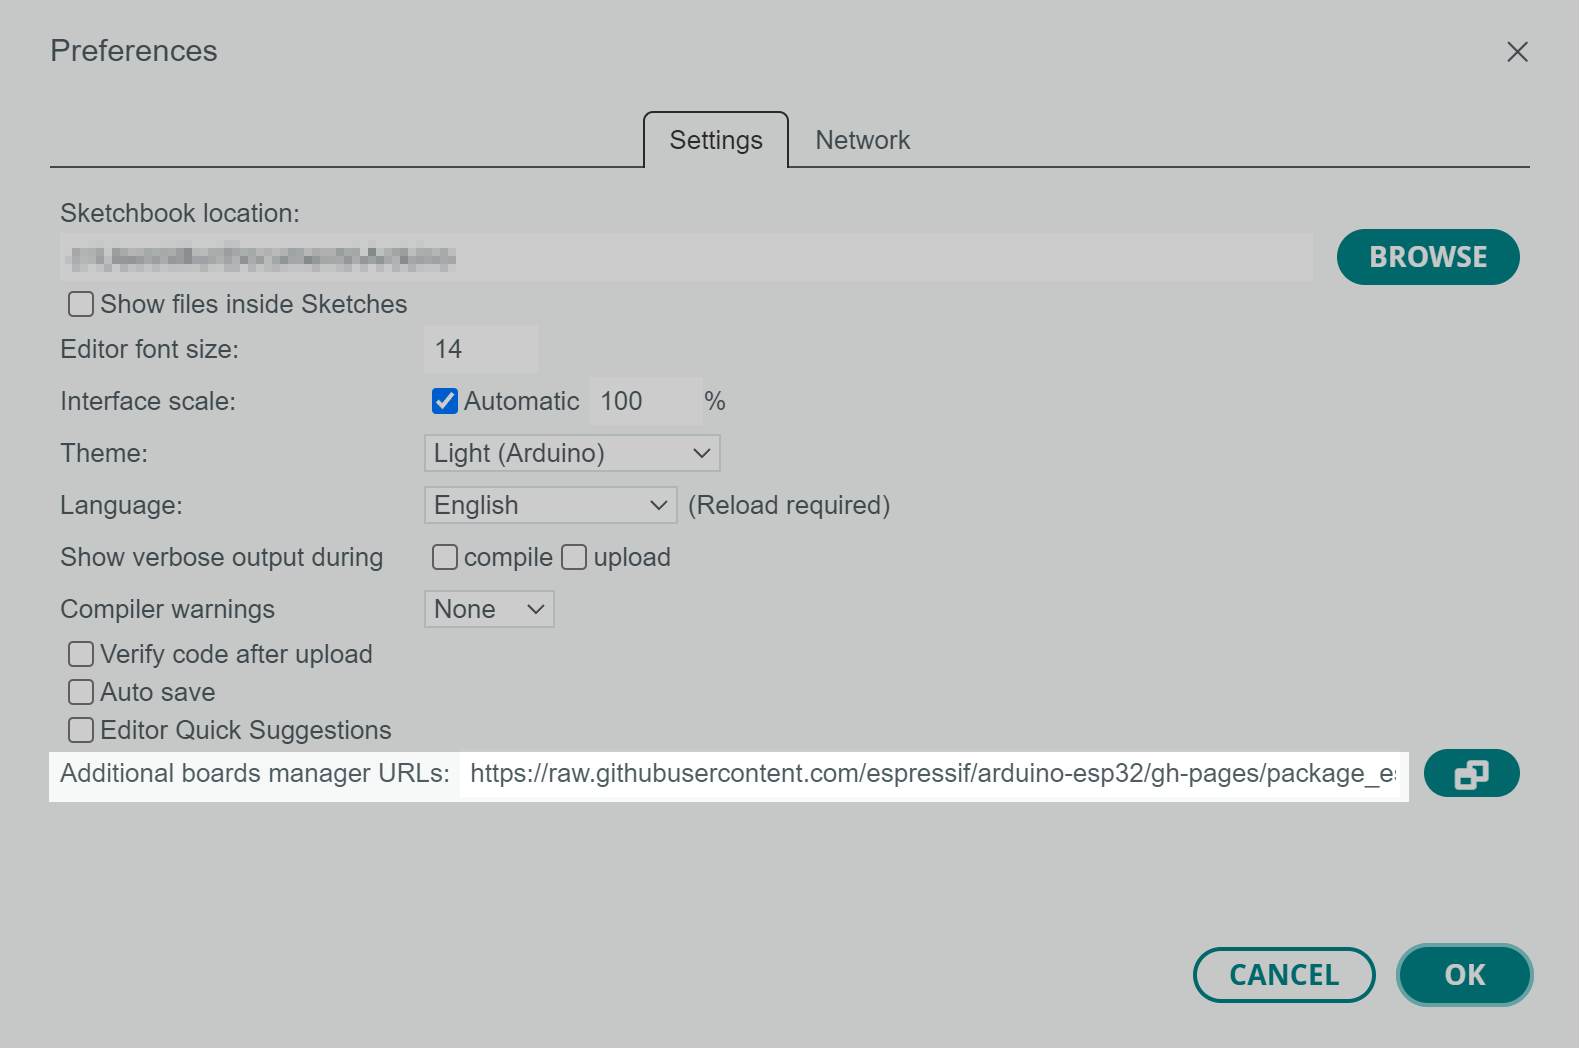 Preferences
Settings Network
Sketchbook location:
BROWSE
Show files inside Sketches
Editor font size: 14
Interface scale: Automatic 100 %
Theme: Light (Arduino)
Language: English (Reload required)
Show verbose output during compile upload
Compiler warnings None
Verify code after upload
Auto save
Editor Quick Suggestions
Additional boards manager URLs: https://raw.githubusercontent.com/espressif/arduino-esp32/gh-pages/package_es
CANCEL OK